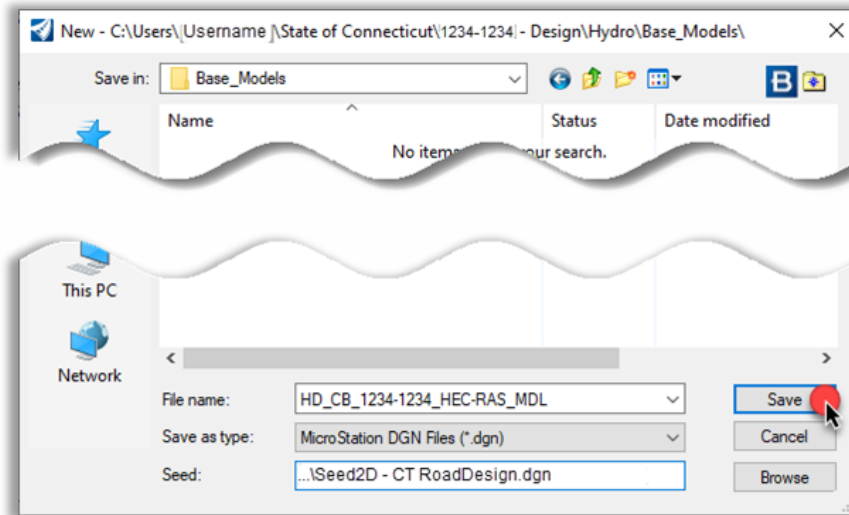 New - C:\Users\[Username]\State of Connecticut\1234-1234 - Design\Hydro\Base_Models\
Save in: Base_Models
B
Name Status Date modified
No items your search.
This PC
Network
File name: HD_CB_1234-1234_HEC-RAS_MDL Save
Save as type: MicroStation DGN Files (*.dgn) Cancel
Seed: ...\Seed2D - CT RoadDesign.dgn Browse